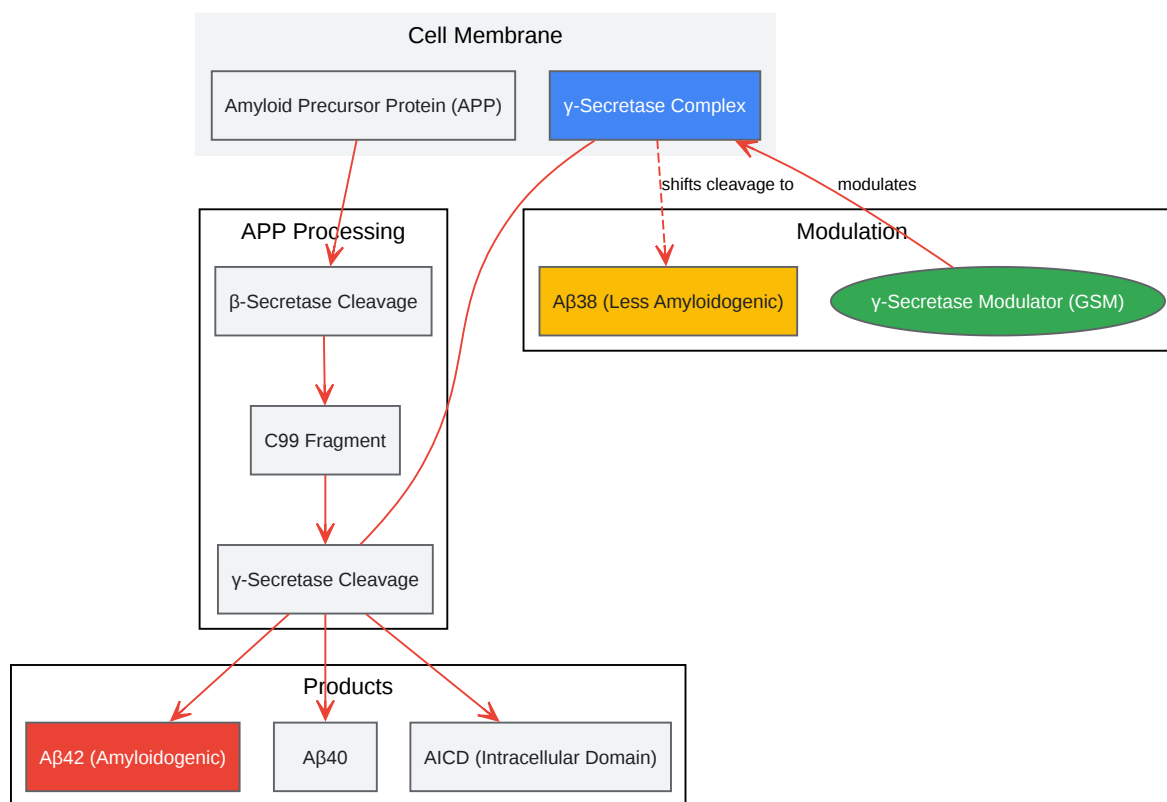 Cell Membrane
Amyloid Precursor Protein (APP)
γ-Secretase Complex
shifts cleavage to
modulates
APP Processing
Modulation
β-Secretase Cleavage
Aβ38 (Less Amyloidogenic)
γ-Secretase Modulator (GSM)
C99 Fragment
γ-Secretase Cleavage
Products
Aβ42 (Amyloidogenic)
Aβ40
AICD (Intracellular Domain)